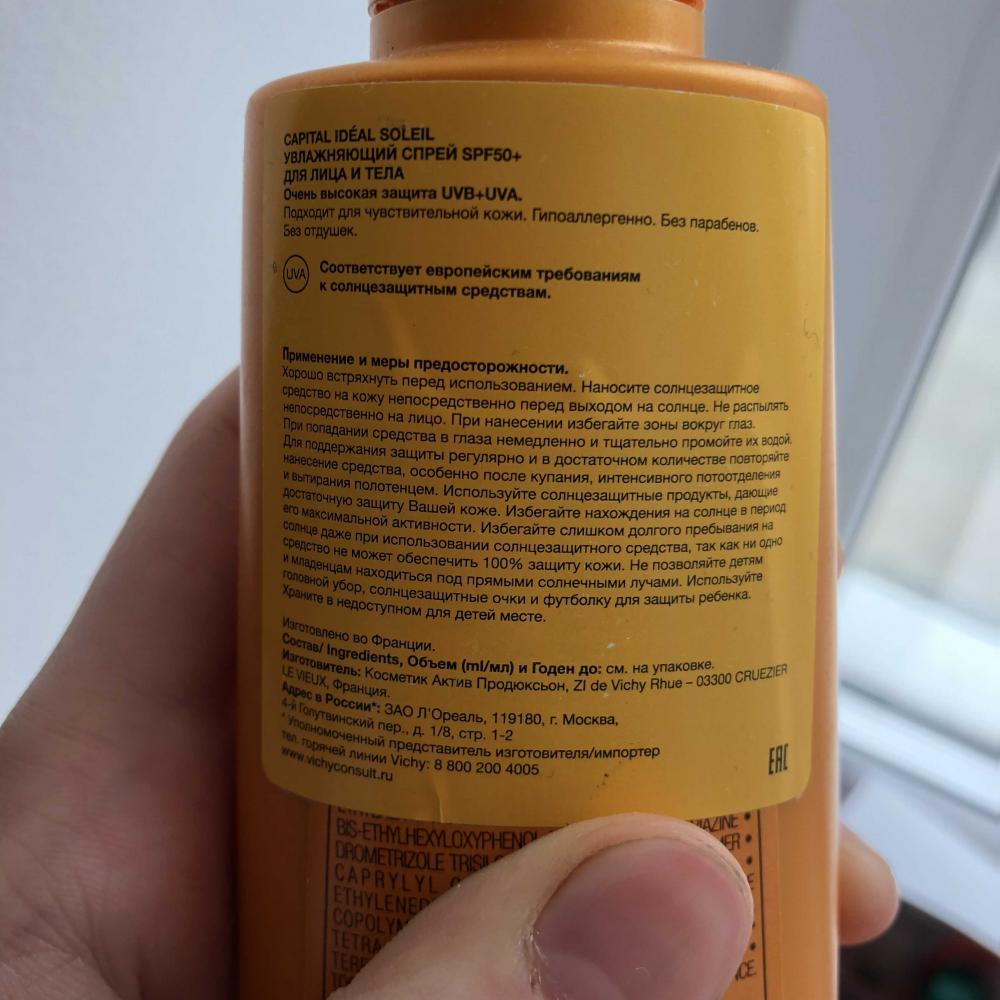 CAPITAL IDÉAL SOLEIL
УВЛАЖНЯЮЩИЙ СПРЕЙ SPF50+
ДЛЯ ЛИЦА И ТЕЛА
Очень высокая защита UVB+UVA.
Подходит для чувствительной кожи. Гипоаллергенно. Без парабенов.
Без отдушек.
UVA
Соответствует европейским требованиям
к солнцезащитным средствам.
Применение и меры предосторожности.
Хорошо встряхнуть перед использованием. Наносите солнцезащитное
средство на кожу непосредственно перед выходом на солнце. Не распылять
непосредственно на лицо. При нанесении избегайте зоны вокруг глаз.
При попадании средства в глаза немедленно и тщательно промойте их водой.
Для поддержания защиты регулярно и в достаточном количестве повторяйте
нанесение средства, особенно после купания, интенсивного потоотделения
и вытирания полотенцем. Используйте солнцезащитные продукты, дающие
достаточную защиту Вашей коже. Избегайте нахождения на солнце в период
его максимальной активности. Избегайте слишком долгого пребывания на
солнце даже при использовании солнцезащитного средства, так как ни одно
средство не может обеспечить 100% защиту кожи. Не позволяйте детям
и младенцам находиться под прямыми солнечными лучами. Используйте
головной убор, солнцезащитные очки и футболку для защиты ребенка.
Храните в недоступном для детей месте.
Изготовлено во Франции.
Состав/ Ingredients, Объем (ml/мл) и Годен до: см. на упаковке.
Изготовитель: Косметик Актив Продюксьон, ZI de Vichy Rhue – 03300 CRUEZIER
LE VIEUX, Франция.
Адрес в России*: ЗАО Л'Ореаль, 119180, г. Москва,
4-й Голутвинский пер., д. 1/8, стр. 1-2
* Уполномоченный представитель изготовителя/импортер
тел. горячей линии Vichy: 8 800 200 4005
www.vichyconsult.ru
EAC
BIS-ETHYLHEXYLOXYPHENOL
DROMETRIZOLE
CAPRYLYL